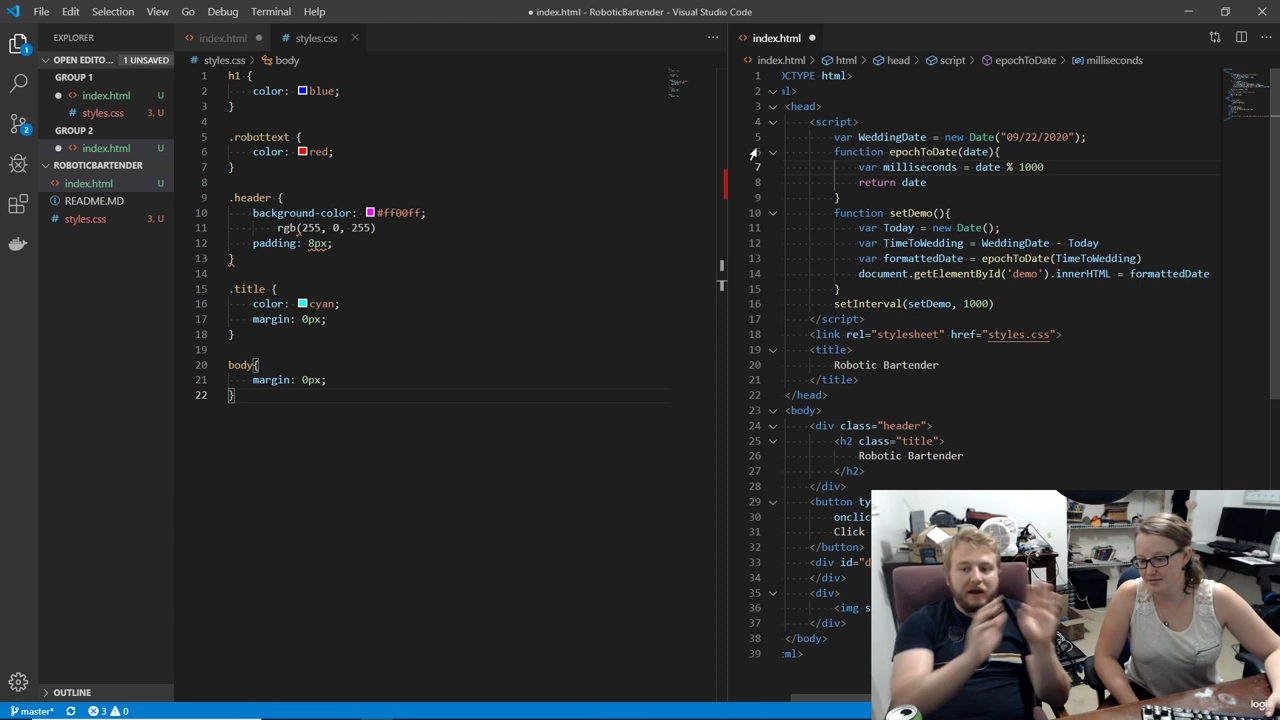 File Edit Selection View Go Debug Terminal Help
● index.html - RoboticBartender - Visual Studio Code
EXPLORER
OPEN EDITO... 1 UNSAVED
GROUP 1
index.html U
styles.css 3, U
GROUP 2
index.html U
ROBOTICBARTENDER
index.html U
README.MD
styles.css 3, U
OUTLINE
master*
3 0
1
2
index.html
styles.css
styles.css > body
1 h1 {
2 color: blue;
3 }
4
5 .robottext {
6 color: red;
7 }
8
9 .header {
10 background-color: #ff00ff;
11 rgb(255, 0, 255)
12 padding: 8px;
13 }
14
15 .title {
16 color: cyan;
17 margin: 0px;
18 }
19
20 body{
21 margin: 0px;
22 }
index.html
index.html > html > head > script > epochToDate > milliseconds
1 OCTYPE html>
2 ml>
3 <head>
4 <script>
5 var WeddingDate = new Date("09/22/2020");
6 function epochToDate(date){
7 var milliseconds = date % 1000
8 return date
9 }
10 function setDemo(){
11 var Today = new Date();
12 var TimeToWedding = WeddingDate - Today
13 var formattedDate = epochToDate(TimeToWedding)
14 document.getElementById('demo').innerHTML = formattedDate
15 }
16 setInterval(setDemo, 1000)
17 </script>
18 <link rel="stylesheet" href="styles.css">
19 <title>
20 Robotic Bartender
21 </title>
22 </head>
23 <body>
24 <div class="header">
25 <h2 class="title">
26 Robotic Bartender
27 </h2>
28 </div>
29 <button ty
30 onclic
31 Click
32 </button>
33 <div id="d
34 </div>
35 <div>
36 <img s
37 </div>
38 </body>
39 ml>
logi